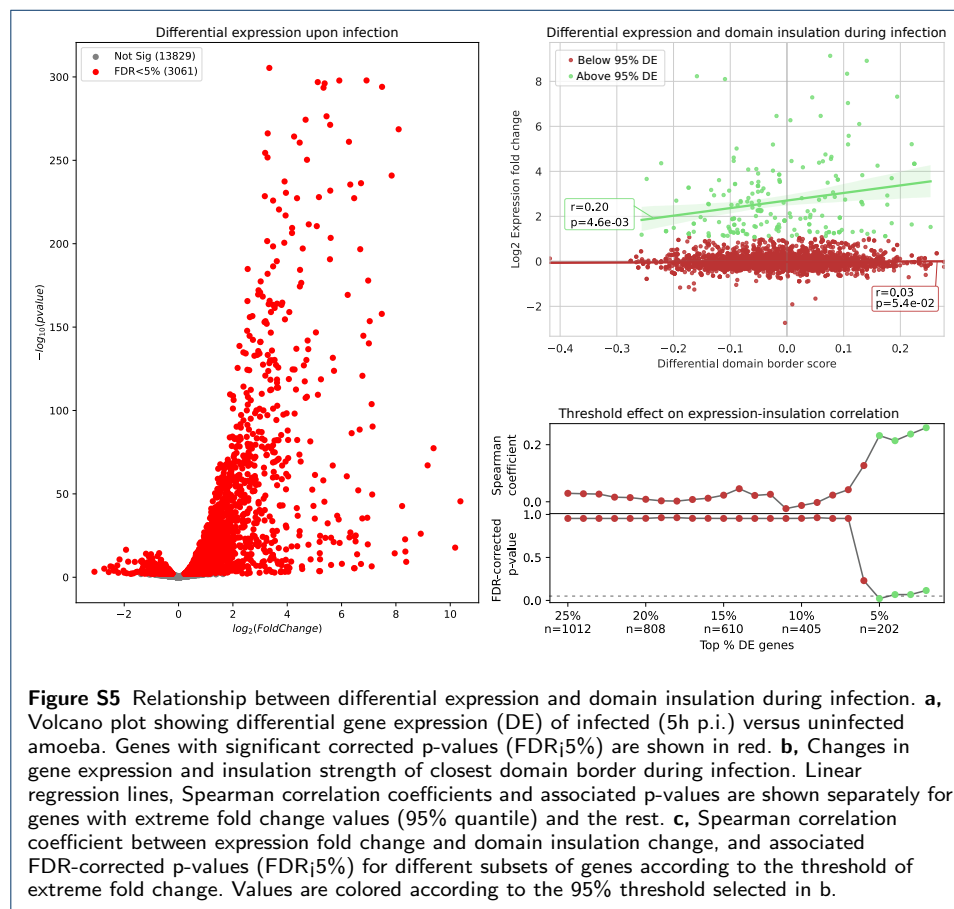 Differential expression upon infection
Not Sig (13829)
FDR<5% (3061)
300
250
200
150
100
50
0
−log10(pvalue)
−2
0
2
4
6
8
10
log2(FoldChange)
Differential expression and domain insulation during infection
Below 95% DE
Above 95% DE
8
6
4
2
0
−2
Log2 Expression fold change
r=0.20
p=4.6e-03
r=0.03
p=5.4e-02
−0.4
−0.3
−0.2
−0.1
0.0
0.1
0.2
Differential domain border score
Threshold effect on expression-insulation correlation
Spearman
coefficient
0.2
0.0
FDR-corrected
p-value
1.0
0.5
0.0
25% 20% 15% 10% 5%
n=1012 n=808 n=610 n=405 n=202
Top % DE genes
Figure S5 Relationship between differential expression and domain insulation during infection. a,
Volcano plot showing differential gene expression (DE) of infected (5h p.i.) versus uninfected
amoeba. Genes with significant corrected p-values (FDR¡5%) are shown in red. b, Changes in
gene expression and insulation strength of closest domain border during infection. Linear
regression lines, Spearman correlation coefficients and associated p-values are shown separately for
genes with extreme fold change values (95% quantile) and the rest. c, Spearman correlation
coefficient between expression fold change and domain insulation change, and associated
FDR-corrected p-values (FDR¡5%) for different subsets of genes according to the threshold of
extreme fold change. Values are colored according to the 95% threshold selected in b.